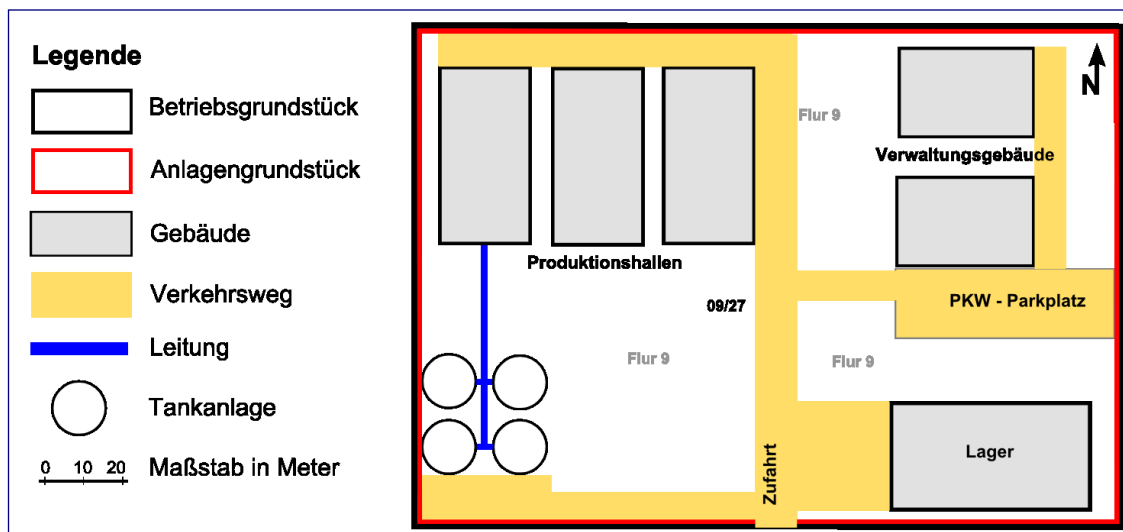 Legende
Betriebsgrundstück
Anlagengrundstück
Gebäude
Verkehrsweg
Leitung
Tankanlage
0 10 20
Maßstab in Meter
N
Flur 9
Verwaltungsgebäude
Produktionshallen
09/27
PKW - Parkplatz
Flur 9
Flur 9
Zufahrt
Lager